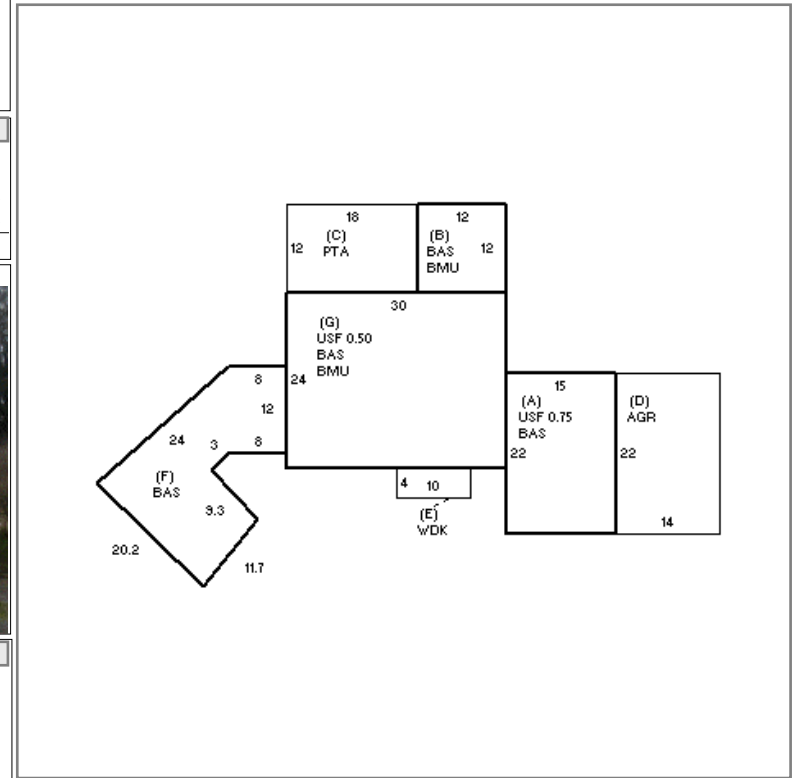 18
(C)
12
PTA
12
(B)
BAS
12
BMU
30
(G)
USF 0.50
BAS
BMU
24
8
12
8
24
3
(F)
BAS
9.3
20.2
11.7
4
10
(E)
WDK
15
(A)
USF 0.75
BAS
22
(D)
AGR
22
14